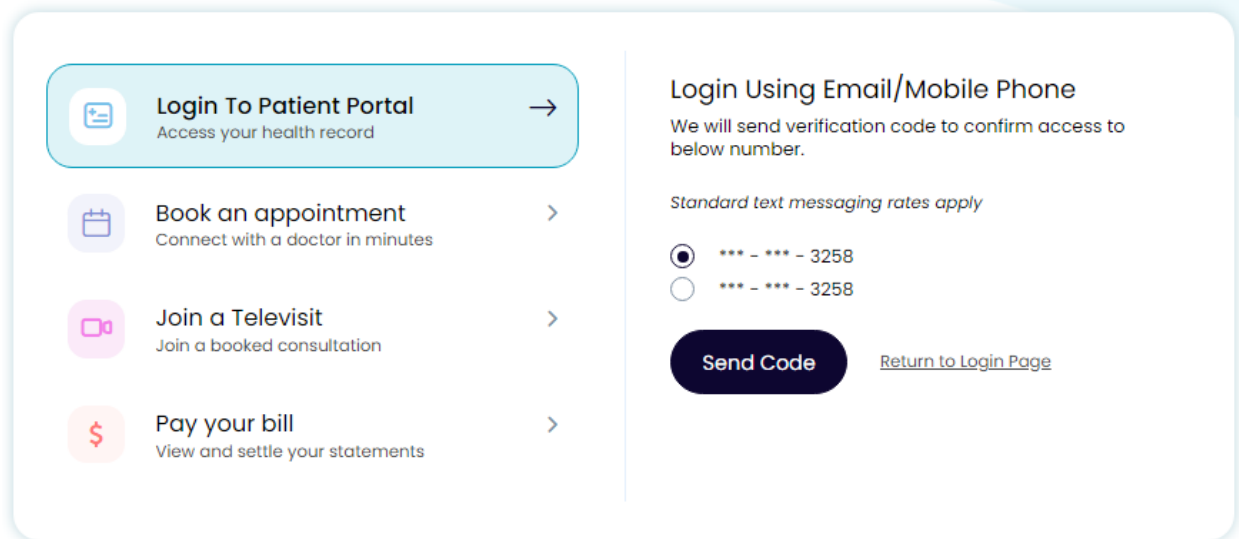 Login To Patient Portal
Access your health record
Book an appointment
Connect with a doctor in minutes
Join a Televisit
Join a booked consultation
Pay your bill
View and settle your statements
Login Using Email/Mobile Phone
We will send verification code to confirm access to
below number.
Standard text messaging rates apply
*** - *** - 3258
*** - *** - 3258
Send Code
Return to Login Page